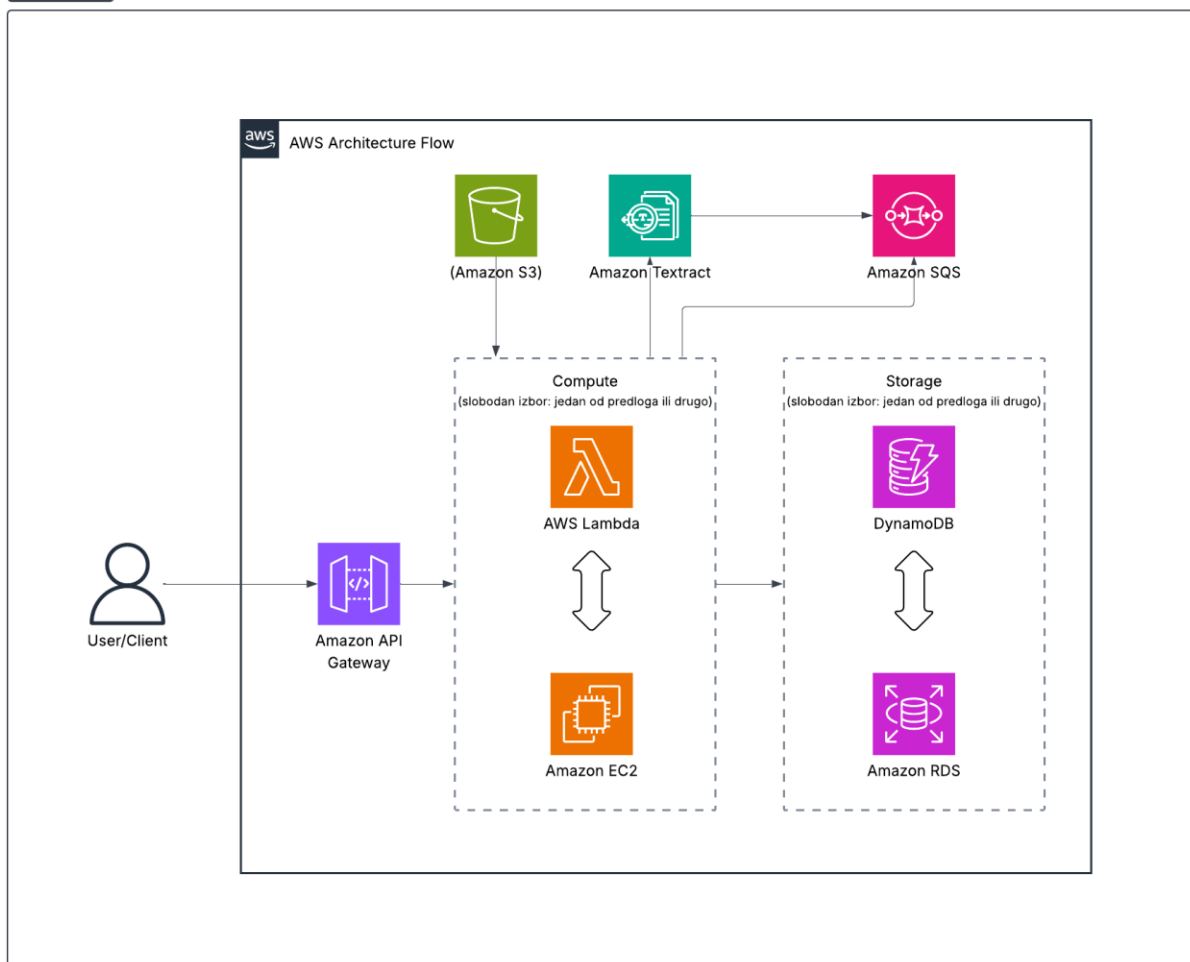 aws
AWS Architecture Flow
(Amazon S3)
Amazon Textract
Amazon SQS
Compute
(slobodan izbor: jedan od predloga ili drugo)
Storage
(slobodan izbor: jedan od predloga ili drugo)
AWS Lambda
DynamoDB
User/Client
Amazon API
Gateway
Amazon EC2
Amazon RDS